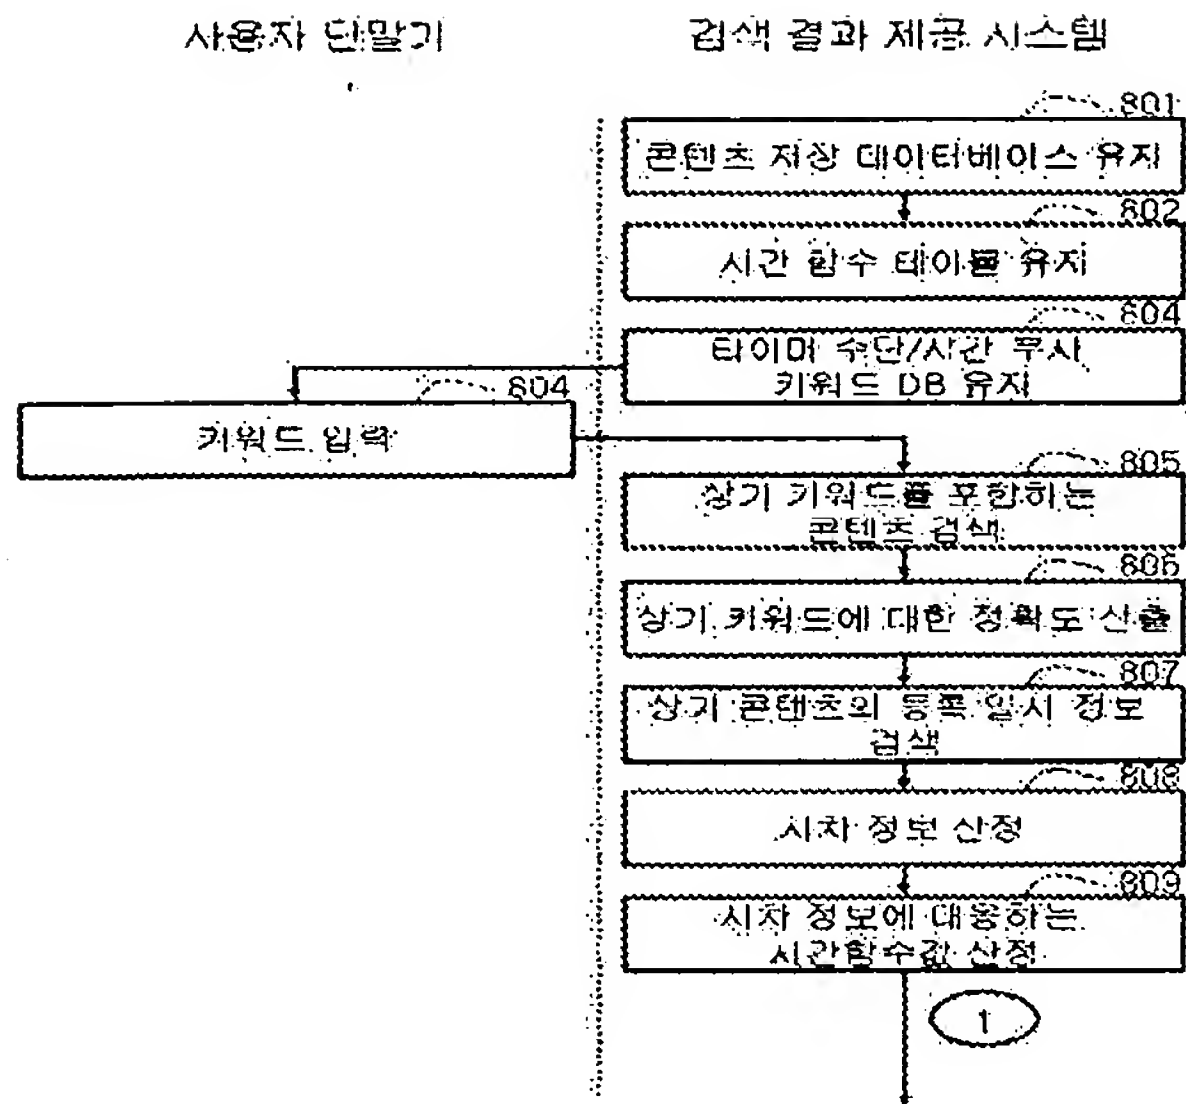 사용자 단말기
검색 결과 제공 시스템
801
콘텐츠 저장 데이터베이스 유지
802
시간 함수 테이블 유지
804
타이머 수단/시간 부사
키워드 DB 유지
804
키워드 입력
805
상기 키워드를 포함하는
콘텐츠 검색
806
상기 키워드에 대한 정확도 산출
807
상기 콘텐츠의 등록 일시 정보
검색
808
시차 정보 산정
809
시차 정보에 대응하는
시간함수값 산정
1